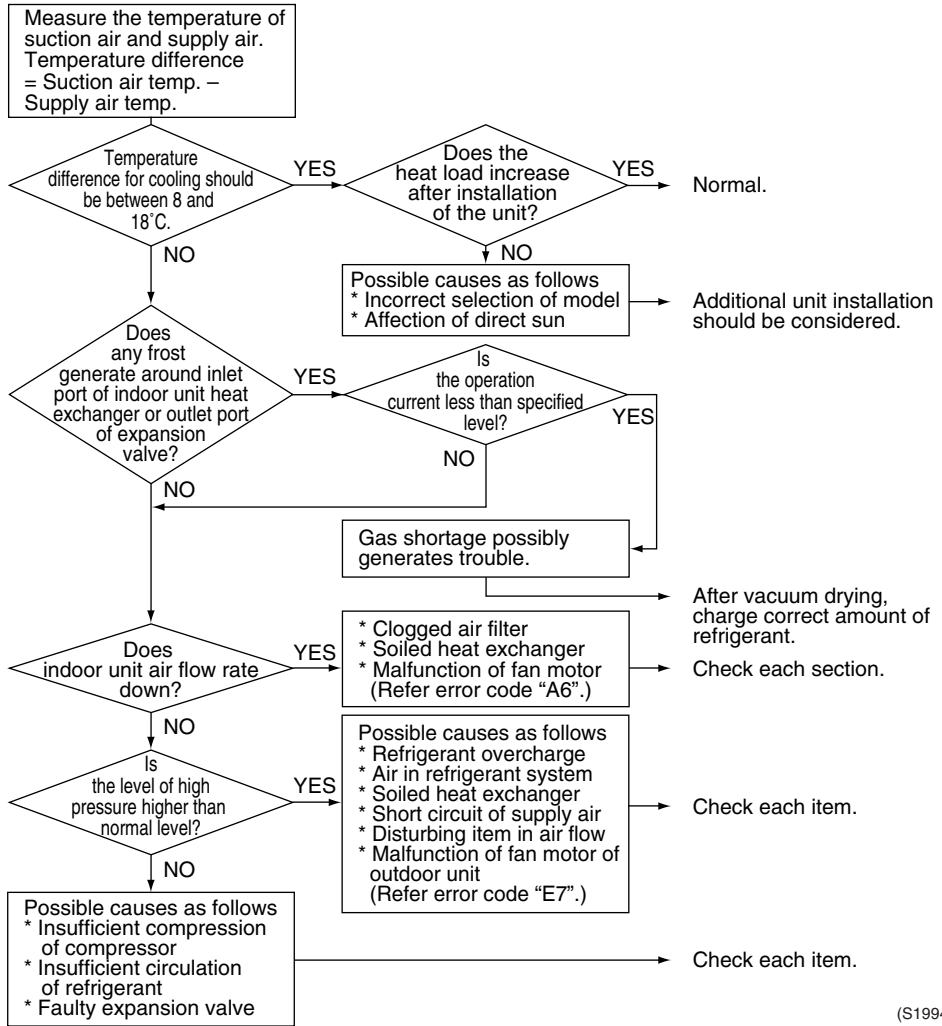 Measure the temperature of
suction air and supply air.
Temperature difference
= Suction air temp. –
Supply air temp.
Temperature
difference for cooling should
be between 8 and
18˚C.
YES
Does the
heat load increase
after installation
of the unit?
YES
Normal.
NO
NO
Possible causes as follows
* Incorrect selection of model
* Affection of direct sun
Additional unit installation
should be considered.
Does
any frost
generate around inlet
port of indoor unit heat
exchanger or outlet port
of expansion
valve?
YES
Is
the operation
current less than specified
level?
YES
NO
NO
Gas shortage possibly
generates trouble.
After vacuum drying,
charge correct amount of
refrigerant.
Does
indoor unit air flow rate
down?
YES
* Clogged air filter
* Soiled heat exchanger
* Malfunction of fan motor
(Refer error code “A6”.)
Check each section.
NO
Is
the level of high
pressure higher than
normal level?
YES
Possible causes as follows
* Refrigerant overcharge
* Air in refrigerant system
* Soiled heat exchanger
* Short circuit of supply air
* Disturbing item in air flow
* Malfunction of fan motor of
outdoor unit
(Refer error code “E7”.)
Check each item.
NO
Possible causes as follows
* Insufficient compression
of compressor
* Insufficient circulation
of refrigerant
* Faulty expansion valve
Check each item.
(S1994